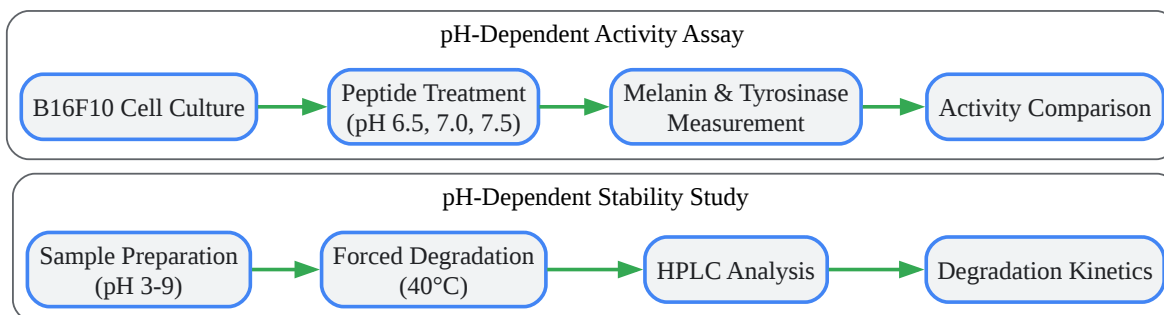 pH-Dependent Activity Assay
B16F10 Cell Culture
Peptide Treatment
(pH 6.5, 7.0, 7.5)
Melanin & Tyrosinase
Measurement
Activity Comparison
pH-Dependent Stability Study
Sample Preparation
(pH 3-9)
Forced Degradation
(40°C)
HPLC Analysis
Degradation Kinetics